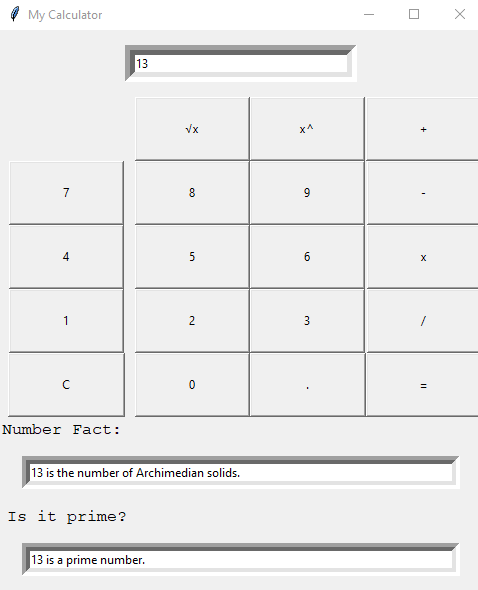 My Calculator
13
√x x^ +
7 8 9 -
4 5 6 x
1 2 3 /
C 0 . =
Number Fact:
13 is the number of Archimedian solids.
Is it prime?
13 is a prime number.